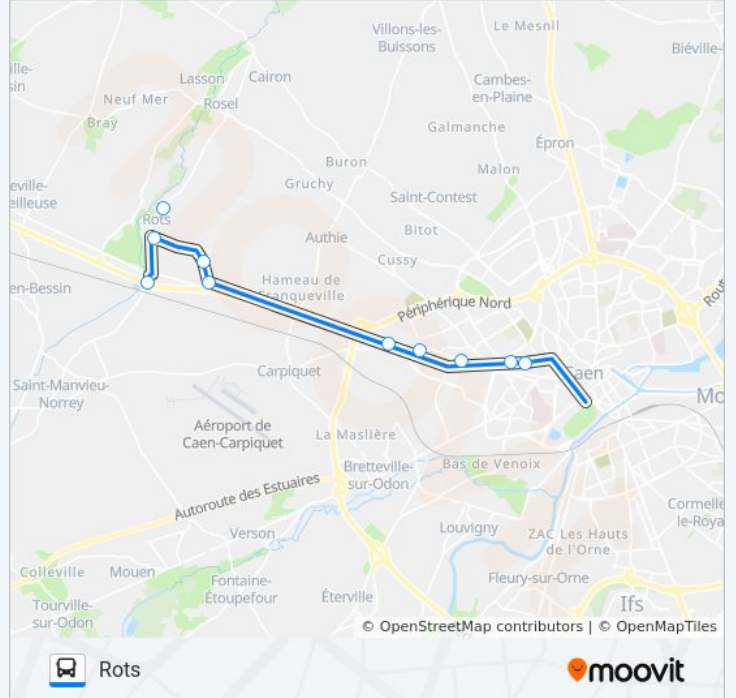 Villons-les-
Buissons
Le Mesnil
Biéville-
Lasson
Cairon
Cambes-
en-Plaine
Neuf Mer
Rosel
Bray
Galmanche
Épron
Buron
Malon
Gruchy
eville-
eilleuse
Saint-Contest
Rots
Authie
Bitot
Cussy
en-Bessin
Hameau de
Franqueville
Périphérique Nord
Carpiquet
Caen
Saint-Manvieu-
Norrey
Mo
Aéroport de
Caen-Carpiquet
La Maslière
Bretteville-
sur-Odon
Bas de Venoix
Autoroute des Estuaires
Cormelle
le-Roya
Verson
Louvigny
ZAC Les Hauts
de l'Orne
Colleville
Mouen
Fontaine-
Étoupefour
Fleury-sur-Orne
Éterville
Ifs
Tourville-
sur-Odon
© OpenStreetMap contributors | © OpenMapTiles
Rots
moovit